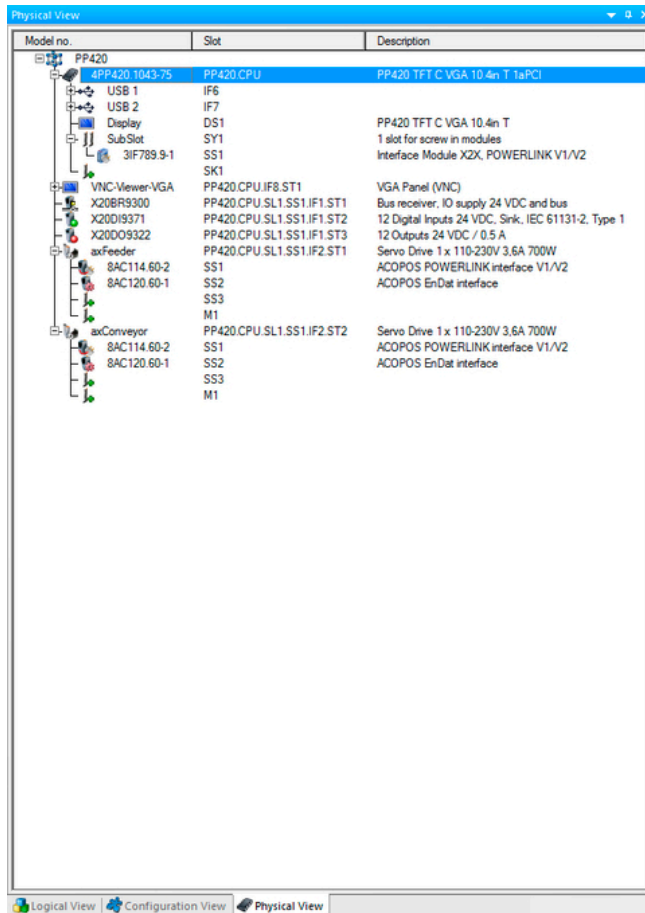 Physical View
Model no. Slot Description
PP420
4PP420.1043-75 PP420.CPU PP420 TFT C VGA 10.4in T 1aPCI
USB 1 IF6
USB 2 IF7
Display DS1 PP420 TFT C VGA 10.4in T
SubSlot SY1 1 slot for screw in modules
3IF789.9-1 SS1 Interface Module X2X, POWERLINK V1/V2
SK1
VNC-Viewer-VGA PP420.CPU.IF8.ST1 VGA Panel (VNC)
X20BR9300 PP420.CPU.SL1.SS1.IF1.ST1 Bus receiver, IO supply 24 VDC and bus
X20DI9371 PP420.CPU.SL1.SS1.IF1.ST2 12 Digital Inputs 24 VDC, Sink, IEC 61131-2, Type 1
X20DO9322 PP420.CPU.SL1.SS1.IF1.ST3 12 Outputs 24 VDC / 0.5 A
axFeeder PP420.CPU.SL1.SS1.IF2.ST1 Servo Drive 1 x 110-230V 3,6A 700W
8AC114.60-2 SS1 ACOPOS POWERLINK interface V1/V2
8AC120.60-1 SS2 ACOPOS EnDat interface
SS3
M1
axConveyor PP420.CPU.SL1.SS1.IF2.ST2 Servo Drive 1 x 110-230V 3,6A 700W
8AC114.60-2 SS1 ACOPOS POWERLINK interface V1/V2
8AC120.60-1 SS2 ACOPOS EnDat interface
SS3
M1
Logical View Configuration View Physical View